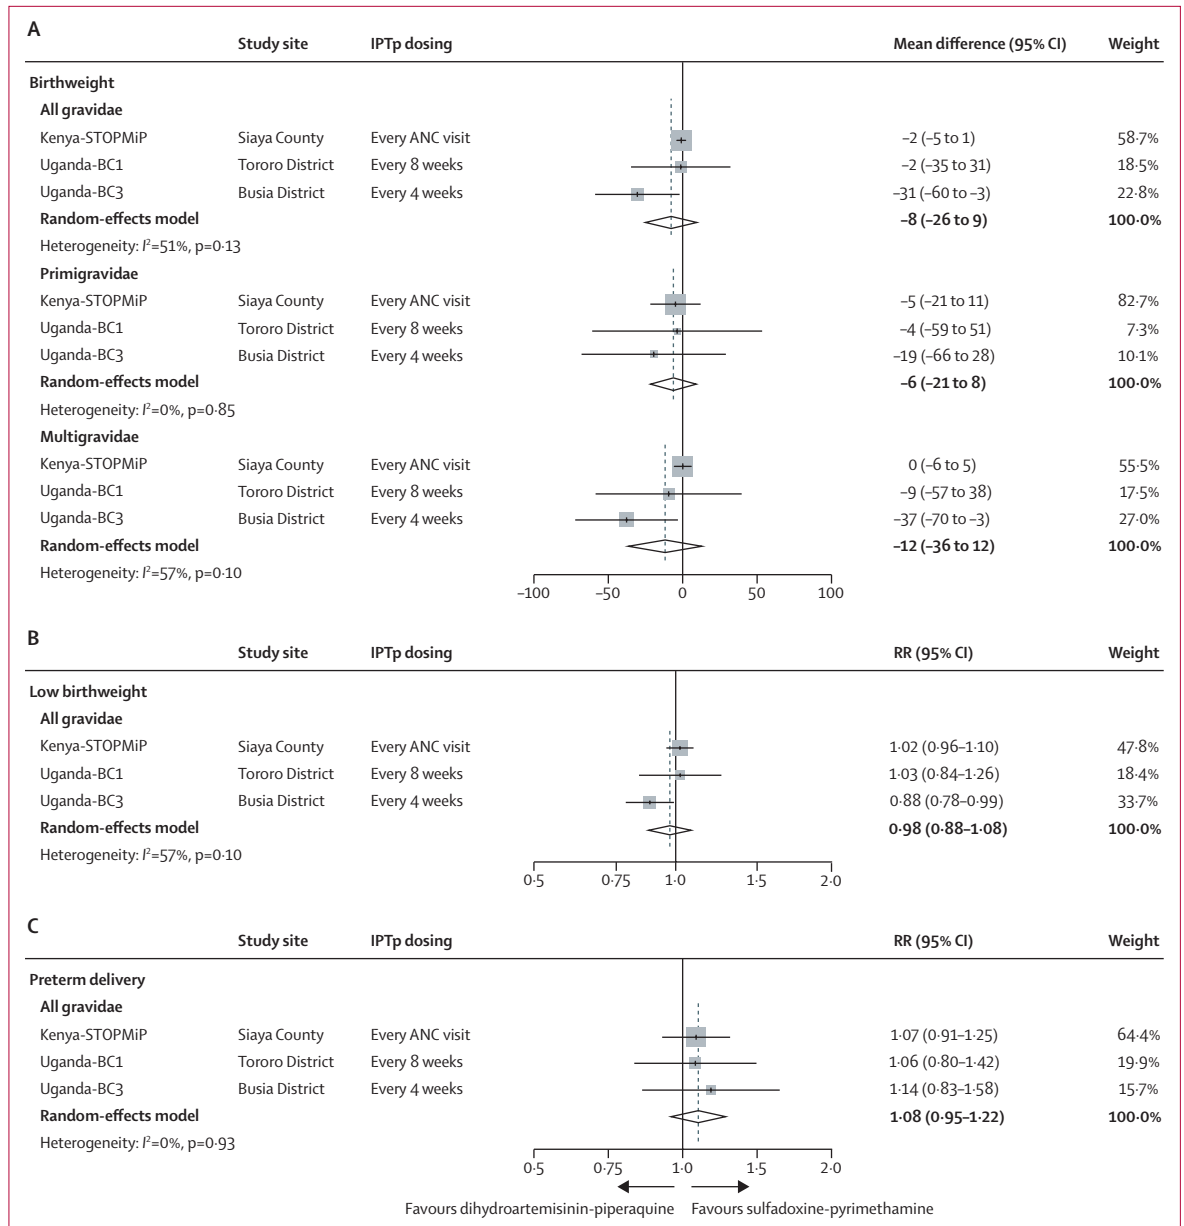 A
Study site IPTp dosing Mean difference (95% CI) Weight
Birthweight
All gravidae
Kenya-STOPMiP Siaya County Every ANC visit –2 (–5 to 1) 58·7%
Uganda-BC1 Tororo District Every 8 weeks –2 (–35 to 31) 18·5%
Uganda-BC3 Busia District Every 4 weeks –31 (–60 to –3) 22·8%
Random-effects model –8 (–26 to 9) 100·0%
Heterogeneity: I²=51%, p=0·13
Primigravidae
Kenya-STOPMiP Siaya County Every ANC visit –5 (–21 to 11) 82·7%
Uganda-BC1 Tororo District Every 8 weeks –4 (–59 to 51) 7·3%
Uganda-BC3 Busia District Every 4 weeks –19 (–66 to 28) 10·1%
Random-effects model –6 (–21 to 8) 100·0%
Heterogeneity: I²=0%, p=0·85
Multigravidae
Kenya-STOPMiP Siaya County Every ANC visit 0 (–6 to 5) 55·5%
Uganda-BC1 Tororo District Every 8 weeks –9 (–57 to 38) 17·5%
Uganda-BC3 Busia District Every 4 weeks –37 (–70 to –3) 27·0%
Random-effects model –12 (–36 to 12) 100·0%
Heterogeneity: I²=57%, p=0·10
–100 –50 0 50 100
B
Study site IPTp dosing RR (95% CI) Weight
Low birthweight
All gravidae
Kenya-STOPMiP Siaya County Every ANC visit 1·02 (0·96–1·10) 47·8%
Uganda-BC1 Tororo District Every 8 weeks 1·03 (0·84–1·26) 18·4%
Uganda-BC3 Busia District Every 4 weeks 0·88 (0·78–0·99) 33·7%
Random-effects model 0·98 (0·88–1·08) 100·0%
Heterogeneity: I²=57%, p=0·10
0·5 0·75 1·0 1·5 2·0
C
Study site IPTp dosing RR (95% CI) Weight
Preterm delivery
All gravidae
Kenya-STOPMiP Siaya County Every ANC visit 1·07 (0·91–1·25) 64·4%
Uganda-BC1 Tororo District Every 8 weeks 1·06 (0·80–1·42) 19·9%
Uganda-BC3 Busia District Every 4 weeks 1·14 (0·83–1·58) 15·7%
Random-effects model 1·08 (0·95–1·22) 100·0%
Heterogeneity: I²=0%, p=0·93
0·5 0·75 1·0 1·5 2·0
Favours dihydroartemisinin-piperaquine Favours sulfadoxine-pyrimethamine